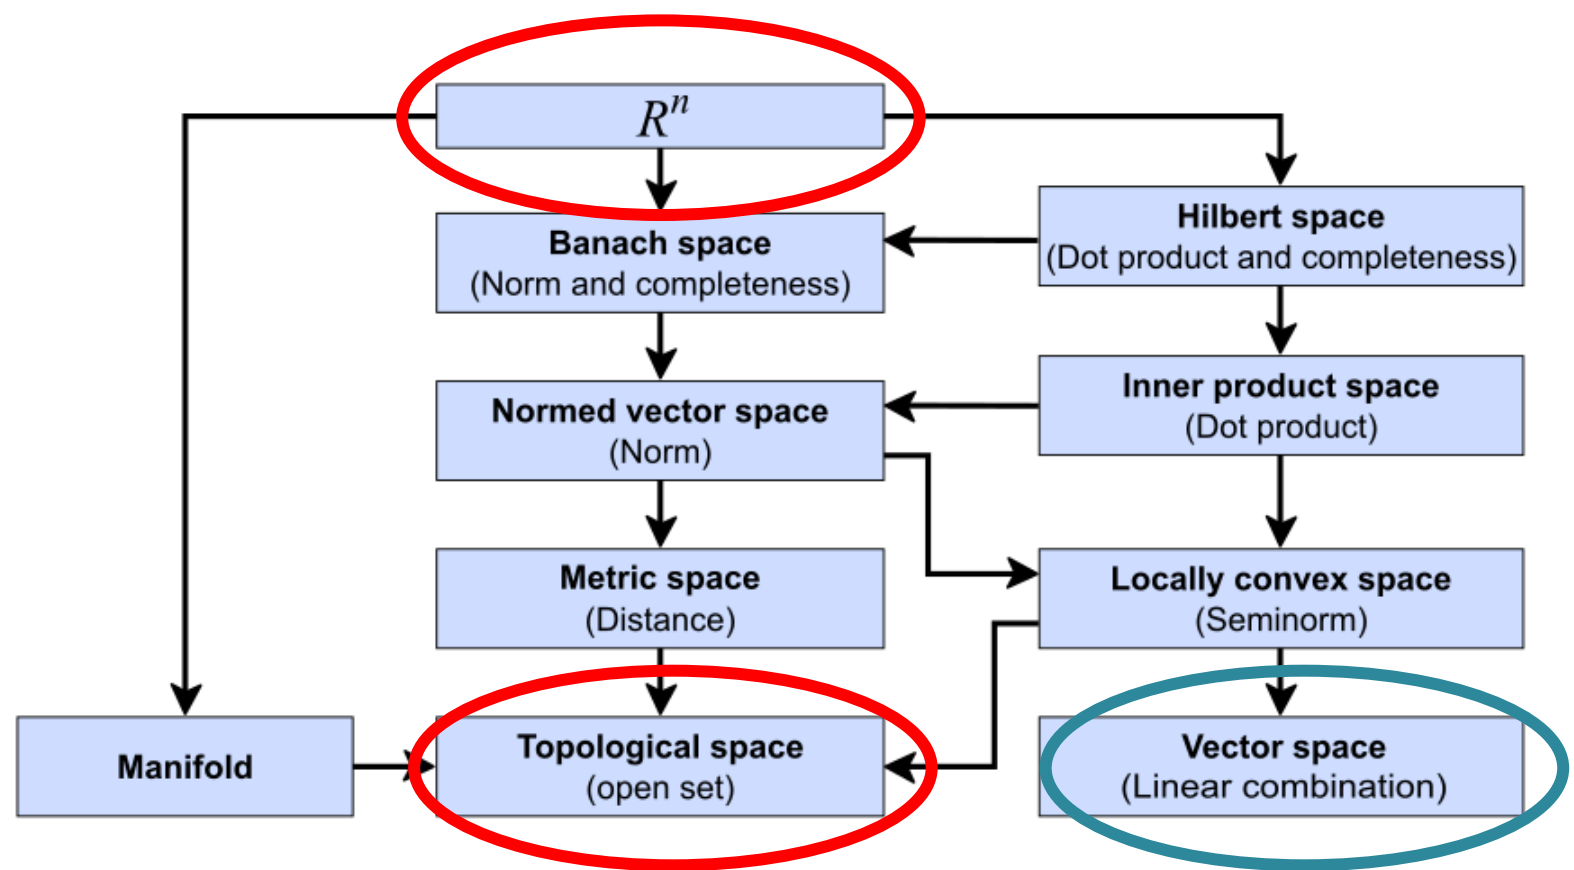 Rⁿ
Banach space
(Norm and completeness)
Hilbert space
(Dot product and completeness)
Normed vector space
(Norm)
Inner product space
(Dot product)
Metric space
(Distance)
Locally convex space
(Seminorm)
Manifold
Topological space
(open set)
Vector space
(Linear combination)